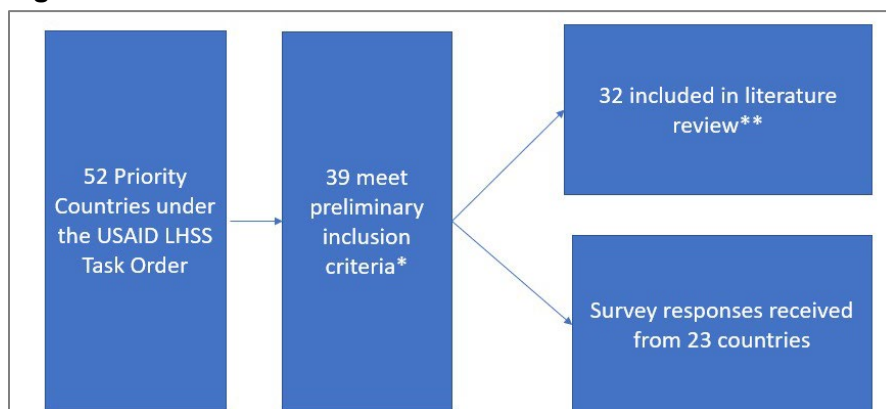 52 Priority
Countries under
the USAID LHSS
Task Order
39 meet
preliminary
inclusion
criteria*
32 included in literature
review**
Survey responses received
from 23 countries